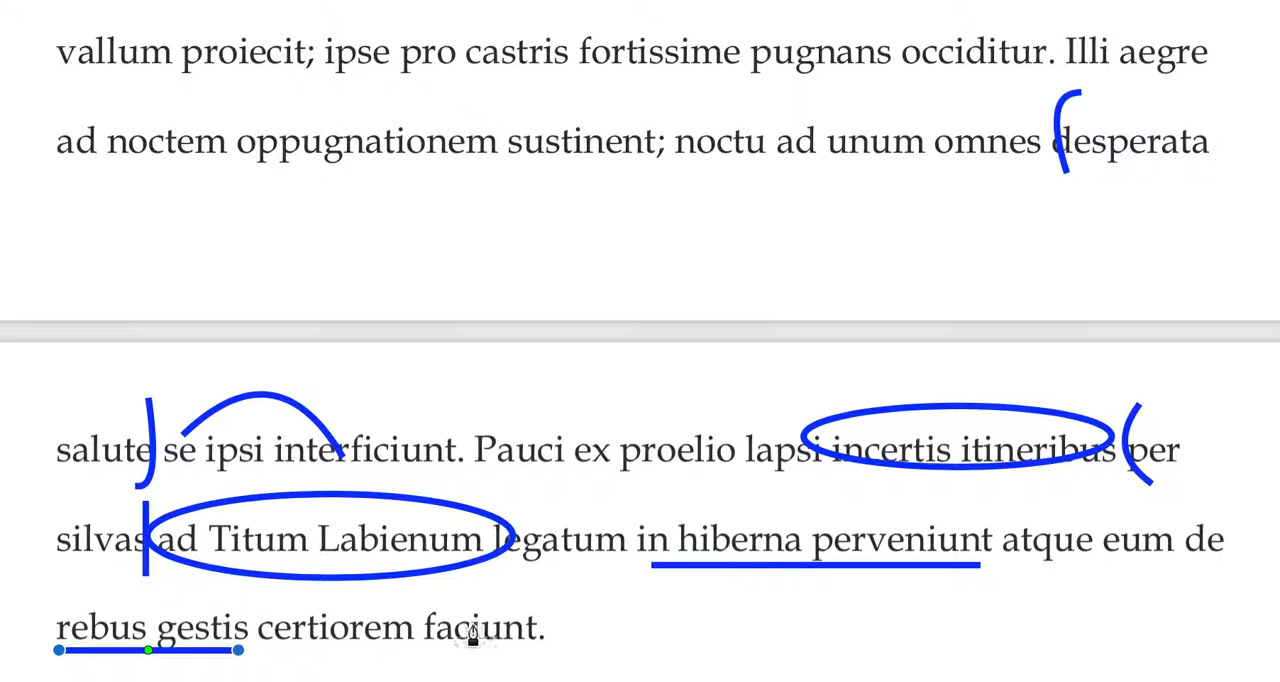 vallum proiecit; ipse pro castris fortissime pugnans occiditur. Illi aegre
ad noctem oppugnationem sustinent; noctu ad unum omnes desperata
salute se ipsi interficiunt. Pauci ex proelio lapsi incertis itineribus per
silvas ad Titum Labienum legatum in hiberna perveniunt atque eum de
rebus gestis certiorem faciunt.